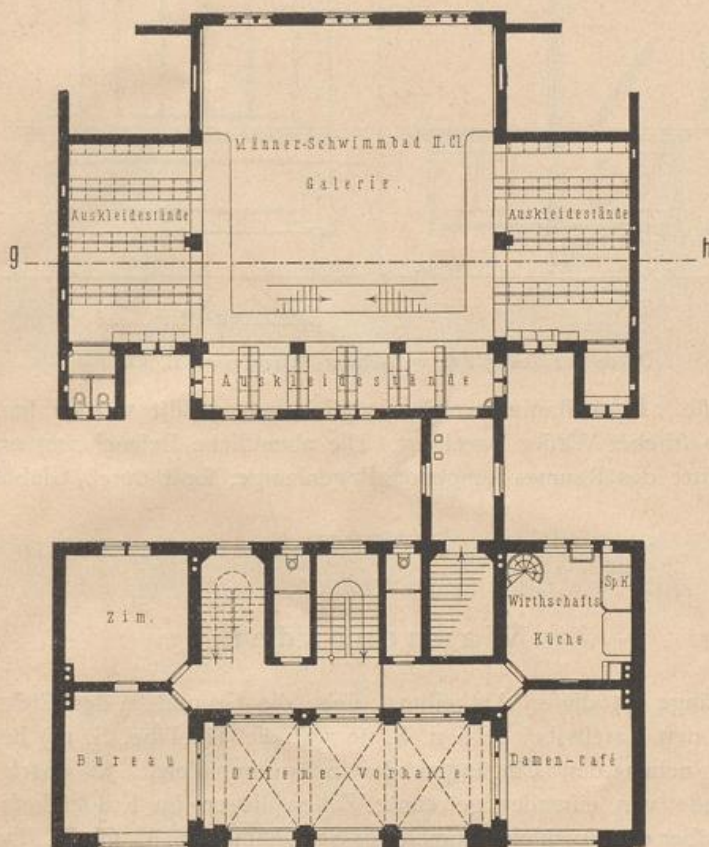 Männer-Schwimmbad II. Cl.
Galerie.
Auskleidestände
Auskleidestände
g
h
Auskleidestände
Zim.
Wirthschafts
Küche
Sp.K.
Bureau
Offene-Vorhalle
Damen-Café